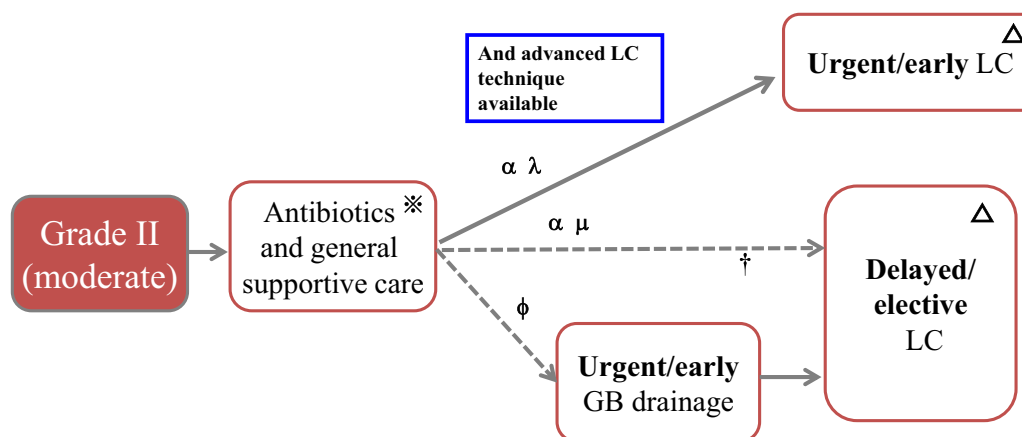 And advanced LC
technique
available
△
Urgent/early LC
α λ
Grade II
(moderate)
Antibiotics ※
and general
supportive care
α μ
†
△
Delayed/
elective
LC
ϕ
Urgent/early
GB drainage